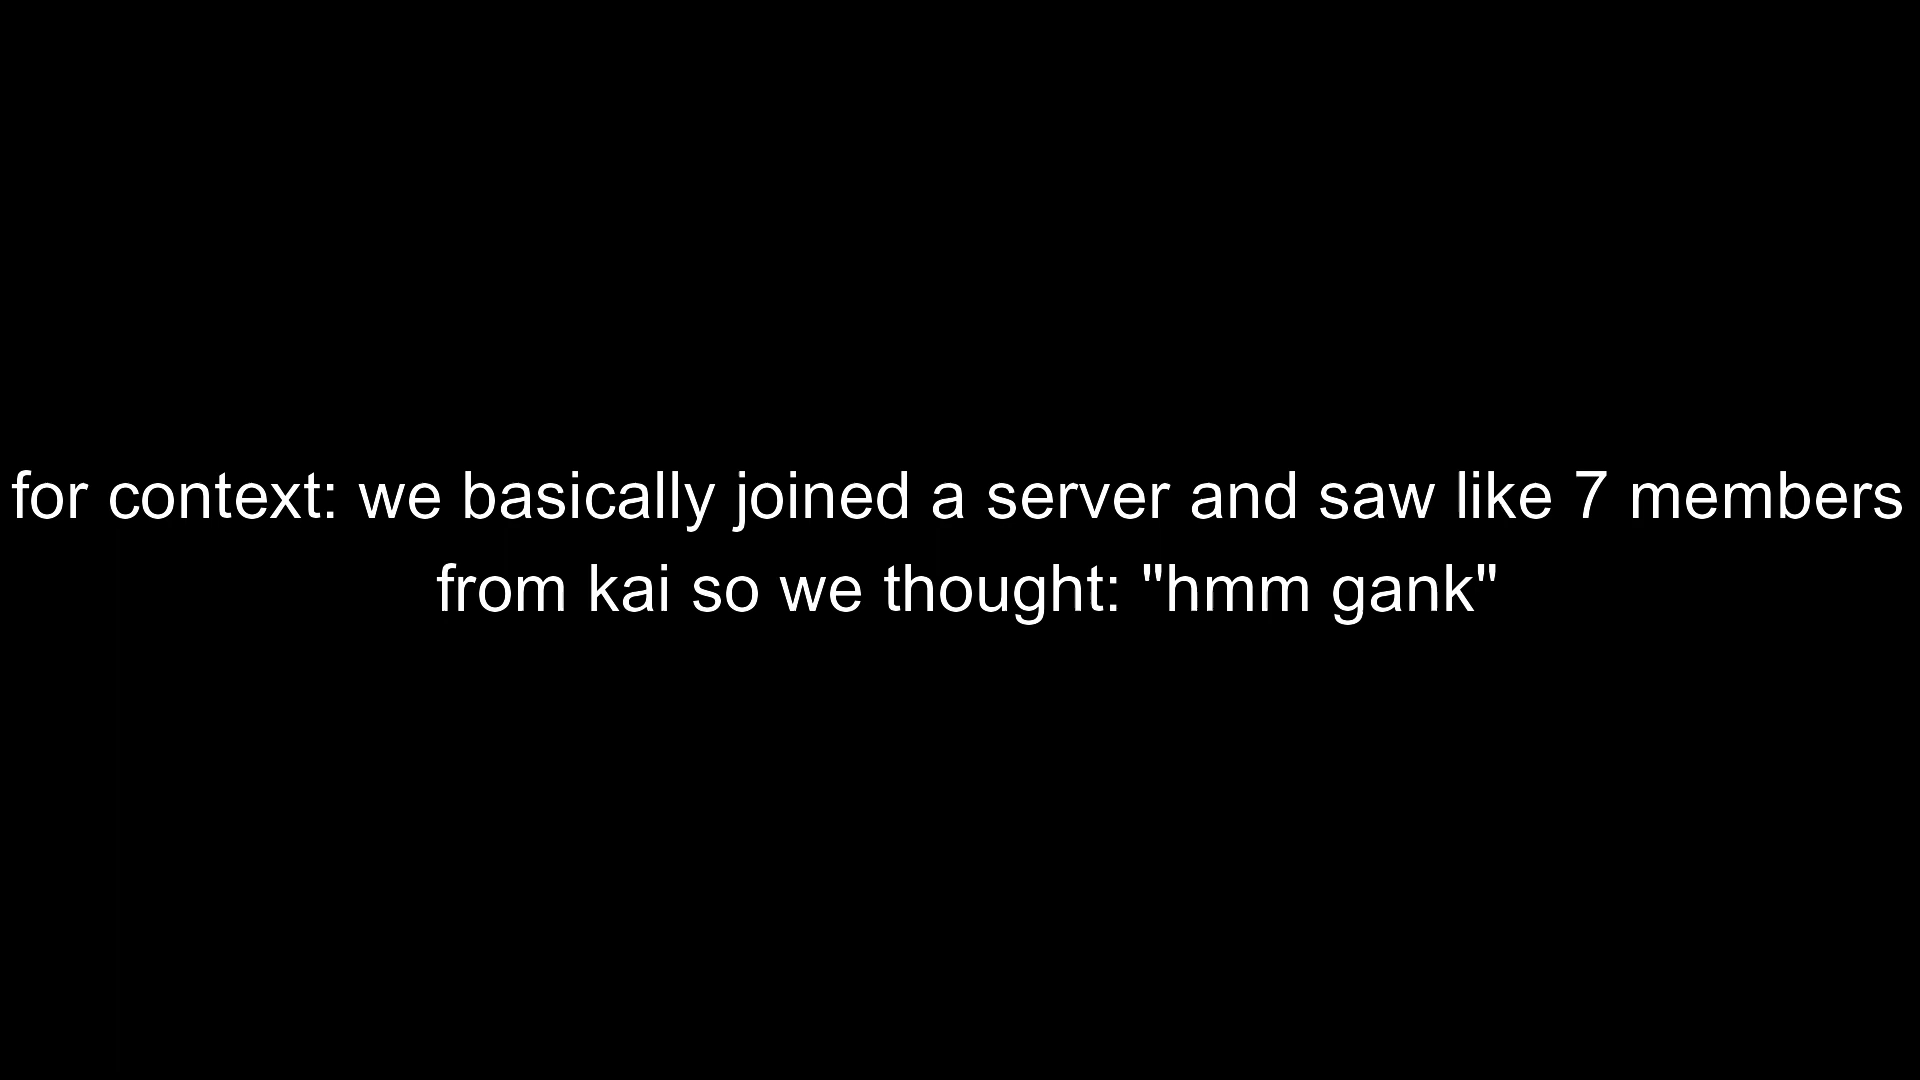 for context: we basically joined a server and saw like 7 members
from kai so we thought: "hmm gank"